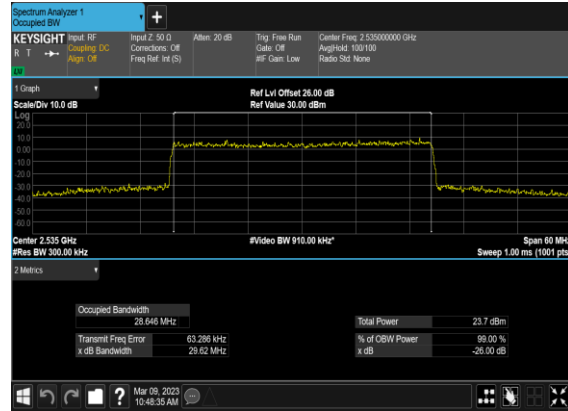 Spectrum Analyzer 1
Occupied BW
+
KEYSIGHT
R T
LXI
Input: RF
Coupling: DC
Align: Off
Input Z: 50 Ω
Corrections: Off
Freq Ref: Int (S)
Atten: 20 dB
Trig: Free Run
Gate: Off
#IF Gain: Low
Center Freq: 2.535000000 GHz
Avg|Hold: 100/100
Radio Std: None
1 Graph
Scale/Div 10.0 dB
Ref Lvl Offset 26.00 dB
Ref Value 30.00 dBm
Log
20.0
10.0
0.00
-10.0
-20.0
-30.0
-40.0
-50.0
-60.0
Center 2.535 GHz
#Res BW 300.00 kHz
#Video BW 910.00 kHz*
Span 60 MHz
Sweep 1.00 ms (1001 pts)
2 Metrics
Occupied Bandwidth
28.646 MHz
Transmit Freq Error 63.286 kHz
x dB Bandwidth 29.62 MHz
Total Power 23.7 dBm
% of OBW Power 99.00 %
x dB -26.00 dB
?
Mar 09, 2023
10:48:35 AM